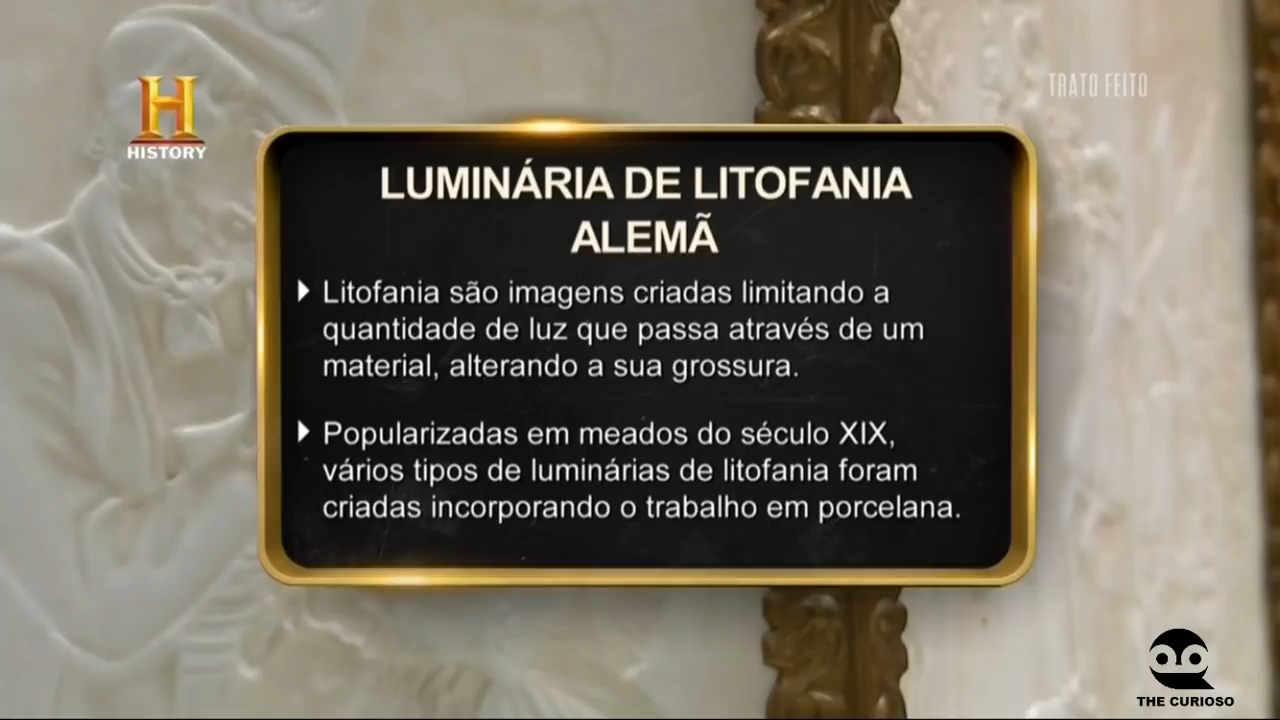 H
HISTORY
TRATO FEITO
LUMINÁRIA DE LITOFANIA
ALEMÃ
Litofania são imagens criadas limitando a
quantidade de luz que passa através de um
material, alterando a sua grossura.
Popularizadas em meados do século XIX,
vários tipos de luminárias de litofania foram
criadas incorporando o trabalho em porcelana.
THE CURIOSO